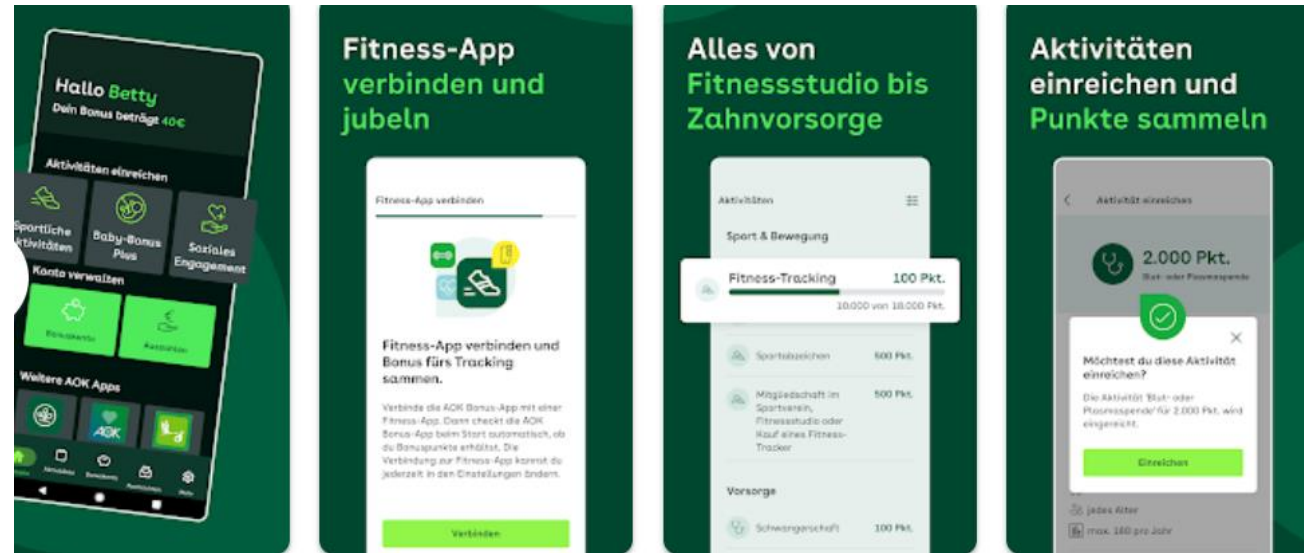 Hallo Betty
Dein Bonus beträgt 40€
Aktivitäten einreichen
Sportliche
Aktivitäten
Baby-Bonus
Plus
Soziales
Engagement
Konto verwalten
Bonuskonto
Auszahlen
Weitere AOK Apps
AOK
Mehr
Fitness-App
verbinden und
jubeln
Fitness-App verbinden
Fitness-App verbinden und
Bonus fürs Tracking
sammen.
Verbinde die AOK Bonus-App mit einer
Fitness-App. Dann checkt die AOK
Bonus-App beim Start automatisch, ob
du Bonuspunkte erhältst. Die
Verbindung zur Fitness-App kannst du
jederzeit in den Einstellungen ändern.
Verbinden
Alles von
Fitnessstudio bis
Zahnvorsorge
Aktivitäten
Sport & Bewegung
Fitness-Tracking 100 Pkt.
10.000 von 18.000 Pkt.
Sportabzeichen 500 Pkt.
Mitgliedschaft im 500 Pkt.
Sportverein,
Fitnessstudio oder
Kauf eines Fitness-
Tracker
Vorsorge
Schwangerschaft 100 Pkt.
Aktivitäten
einreichen und
Punkte sammeln
Aktivität einreichen
2.000 Pkt.
Blut- oder Plasmaspende
Möchtest du diese Aktivität
einreichen?
Die Aktivität 'Blut- oder
Plasmaspende' für 2.000 Pkt. wird
eingereicht.
Einreichen
jedes Alter
max. 180 pro Jahr